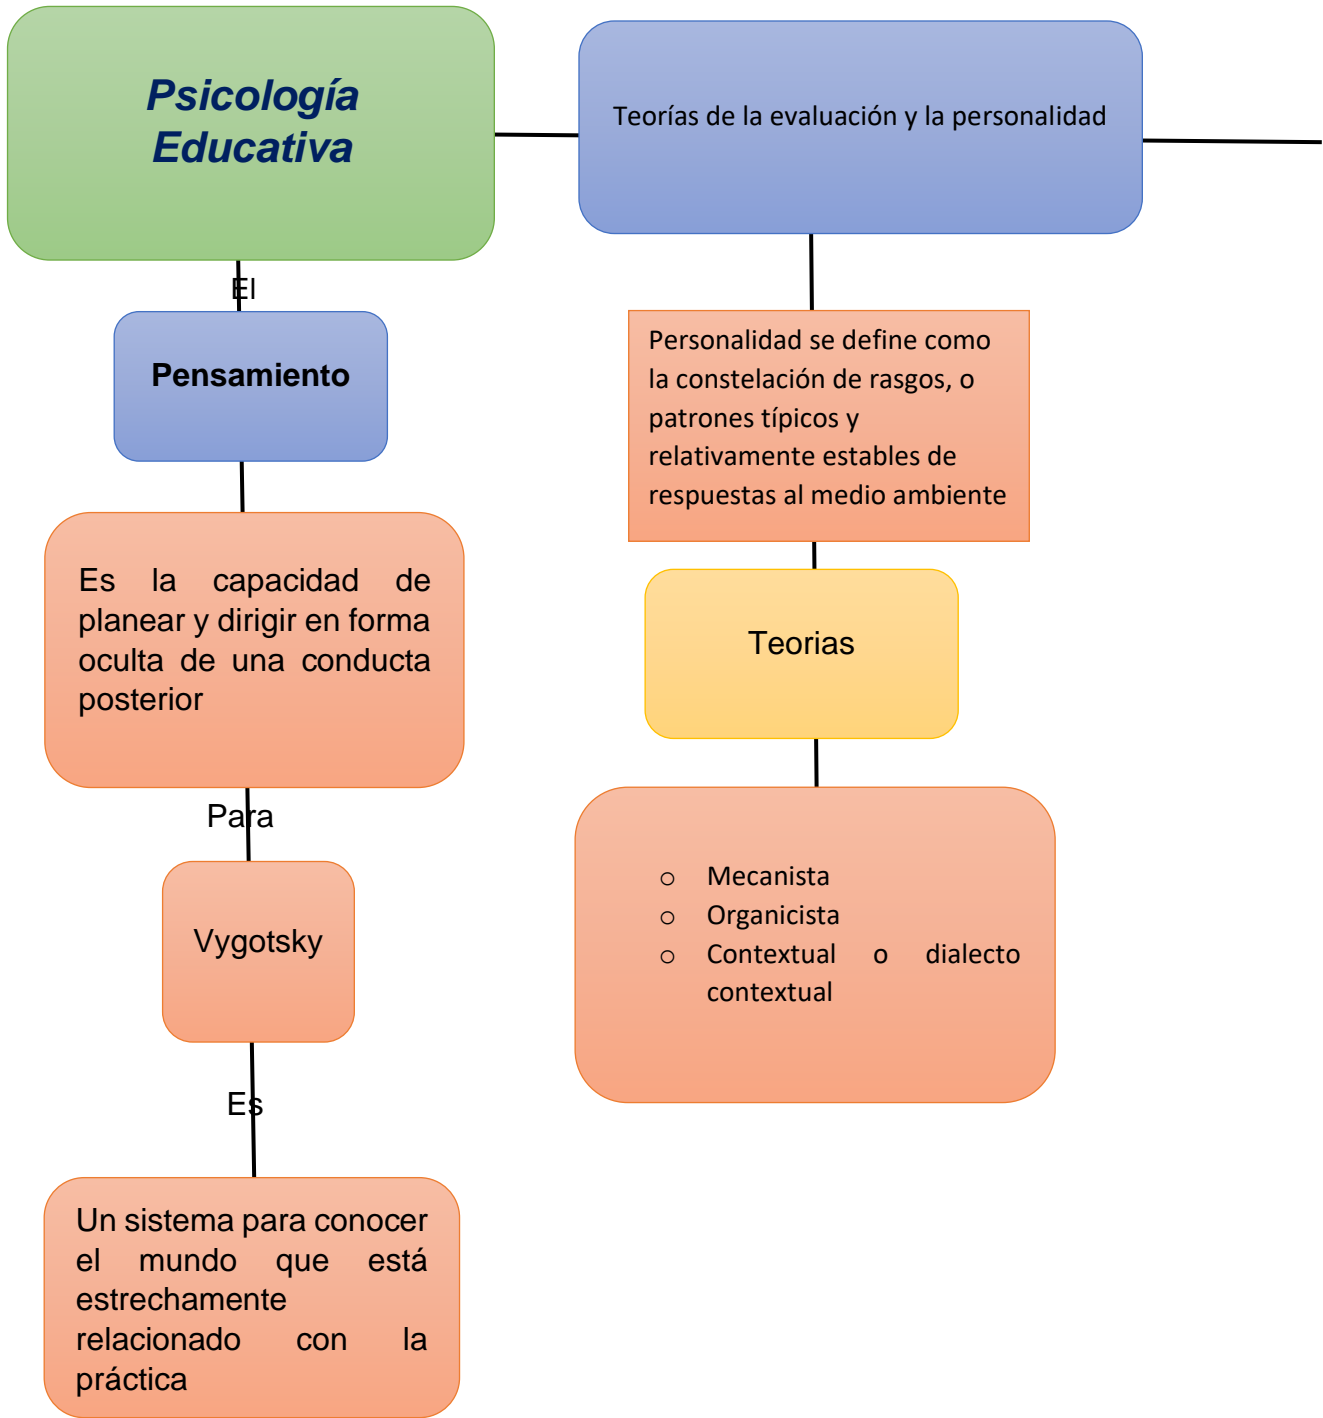 Psicología
Educativa
El
Pensamiento
Es la capacidad de
planear y dirigir en forma
oculta de una conducta
posterior
Para
Vygotsky
Es
Un sistema para conocer
el mundo que está
estrechamente
relacionado con la
práctica
Teorías de la evaluación y la personalidad
Personalidad se define como
la constelación de rasgos, o
patrones típicos y
relativamente estables de
respuestas al medio ambiente
Teorias
o Mecanista
o Organicista
o Contextual o dialecto
contextual